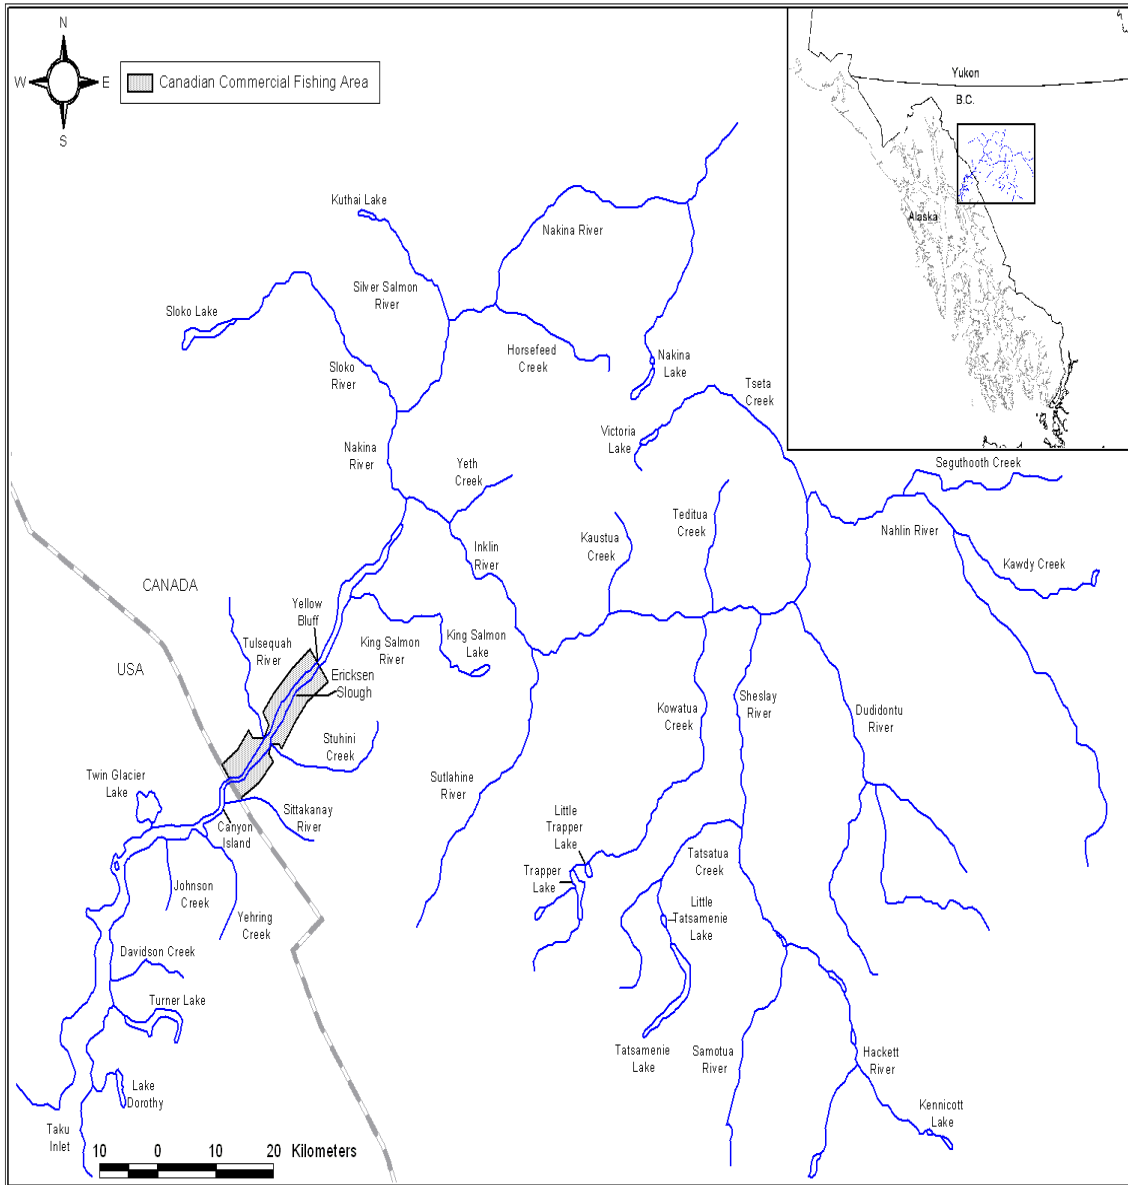 N
W
E
S
Canadian Commercial Fishing Area
Yukon
B.C.
Alaska
Kuthai Lake
Nakina River
Silver Salmon
River
Sloko Lake
Sloko
River
Horsefeed
Creek
Nakina
Lake
Tseta
Creek
Victoria
Lake
Nakina
River
Yeth
Creek
Seguthooth Creek
Teditua
Creek
Kaustua
Creek
Inklin
River
Nahlin River
Kawdy Creek
CANADA
USA
Yellow
Bluff
Tulsequah
River
King Salmon
River
King Salmon
Lake
Ericksen
Slough
Kowatua
Creek
Sheslay
River
Dudidontu
River
Stuhini
Creek
Sutlahine
River
Twin Glacier
Lake
Sittakanay
River
Canyon
Island
Little
Trapper
Lake
Trapper
Lake
Tatsatua
Creek
Little
Tatsamenie
Lake
Johnson
Creek
Yehring
Creek
Davidson Creek
Turner Lake
Tatsamenie
Lake
Samotua
River
Hackett
River
Lake
Dorothy
Kennicott
Lake
Taku
Inlet
10 0 10 20 Kilometers